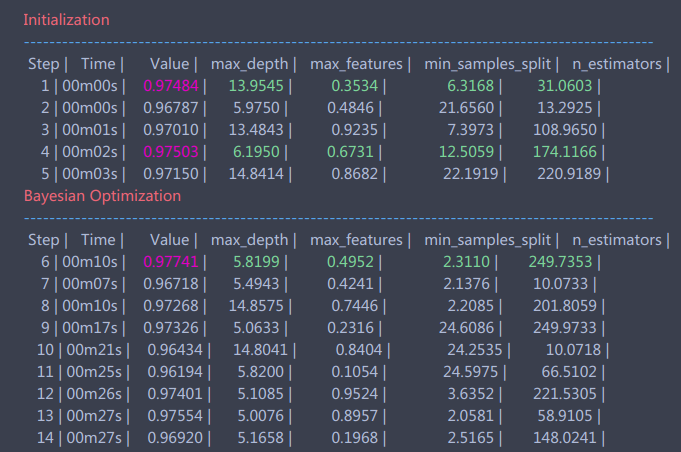 Initialization
--------------------------------------------------------------------------------------------
Step | Time | Value | max_depth | max_features | min_samples_split | n_estimators |
1 | 00m00s | 0.97484 | 13.9545 | 0.3534 | 6.3168 | 31.0603 |
2 | 00m00s | 0.96787 | 5.9750 | 0.4846 | 21.6560 | 13.2925 |
3 | 00m01s | 0.97010 | 13.4843 | 0.9235 | 7.3973 | 108.9650 |
4 | 00m02s | 0.97503 | 6.1950 | 0.6731 | 12.5059 | 174.1166 |
5 | 00m03s | 0.97150 | 14.8414 | 0.8682 | 22.1919 | 220.9189 |
Bayesian Optimization
--------------------------------------------------------------------------------------------
Step | Time | Value | max_depth | max_features | min_samples_split | n_estimators |
6 | 00m10s | 0.97741 | 5.8199 | 0.4952 | 2.3110 | 249.7353 |
7 | 00m07s | 0.96718 | 5.4943 | 0.4241 | 2.1376 | 10.0733 |
8 | 00m10s | 0.97268 | 14.8575 | 0.7446 | 2.2085 | 201.8059 |
9 | 00m17s | 0.97326 | 5.0633 | 0.2316 | 24.6086 | 249.9733 |
10 | 00m21s | 0.96434 | 14.8041 | 0.8404 | 24.2535 | 10.0718 |
11 | 00m25s | 0.96194 | 5.8200 | 0.1054 | 24.5975 | 66.5102 |
12 | 00m26s | 0.97401 | 5.1085 | 0.9524 | 3.6352 | 221.5305 |
13 | 00m27s | 0.97554 | 5.0076 | 0.8957 | 2.0581 | 58.9105 |
14 | 00m27s | 0.96920 | 5.1658 | 0.1968 | 2.5165 | 148.0241 |